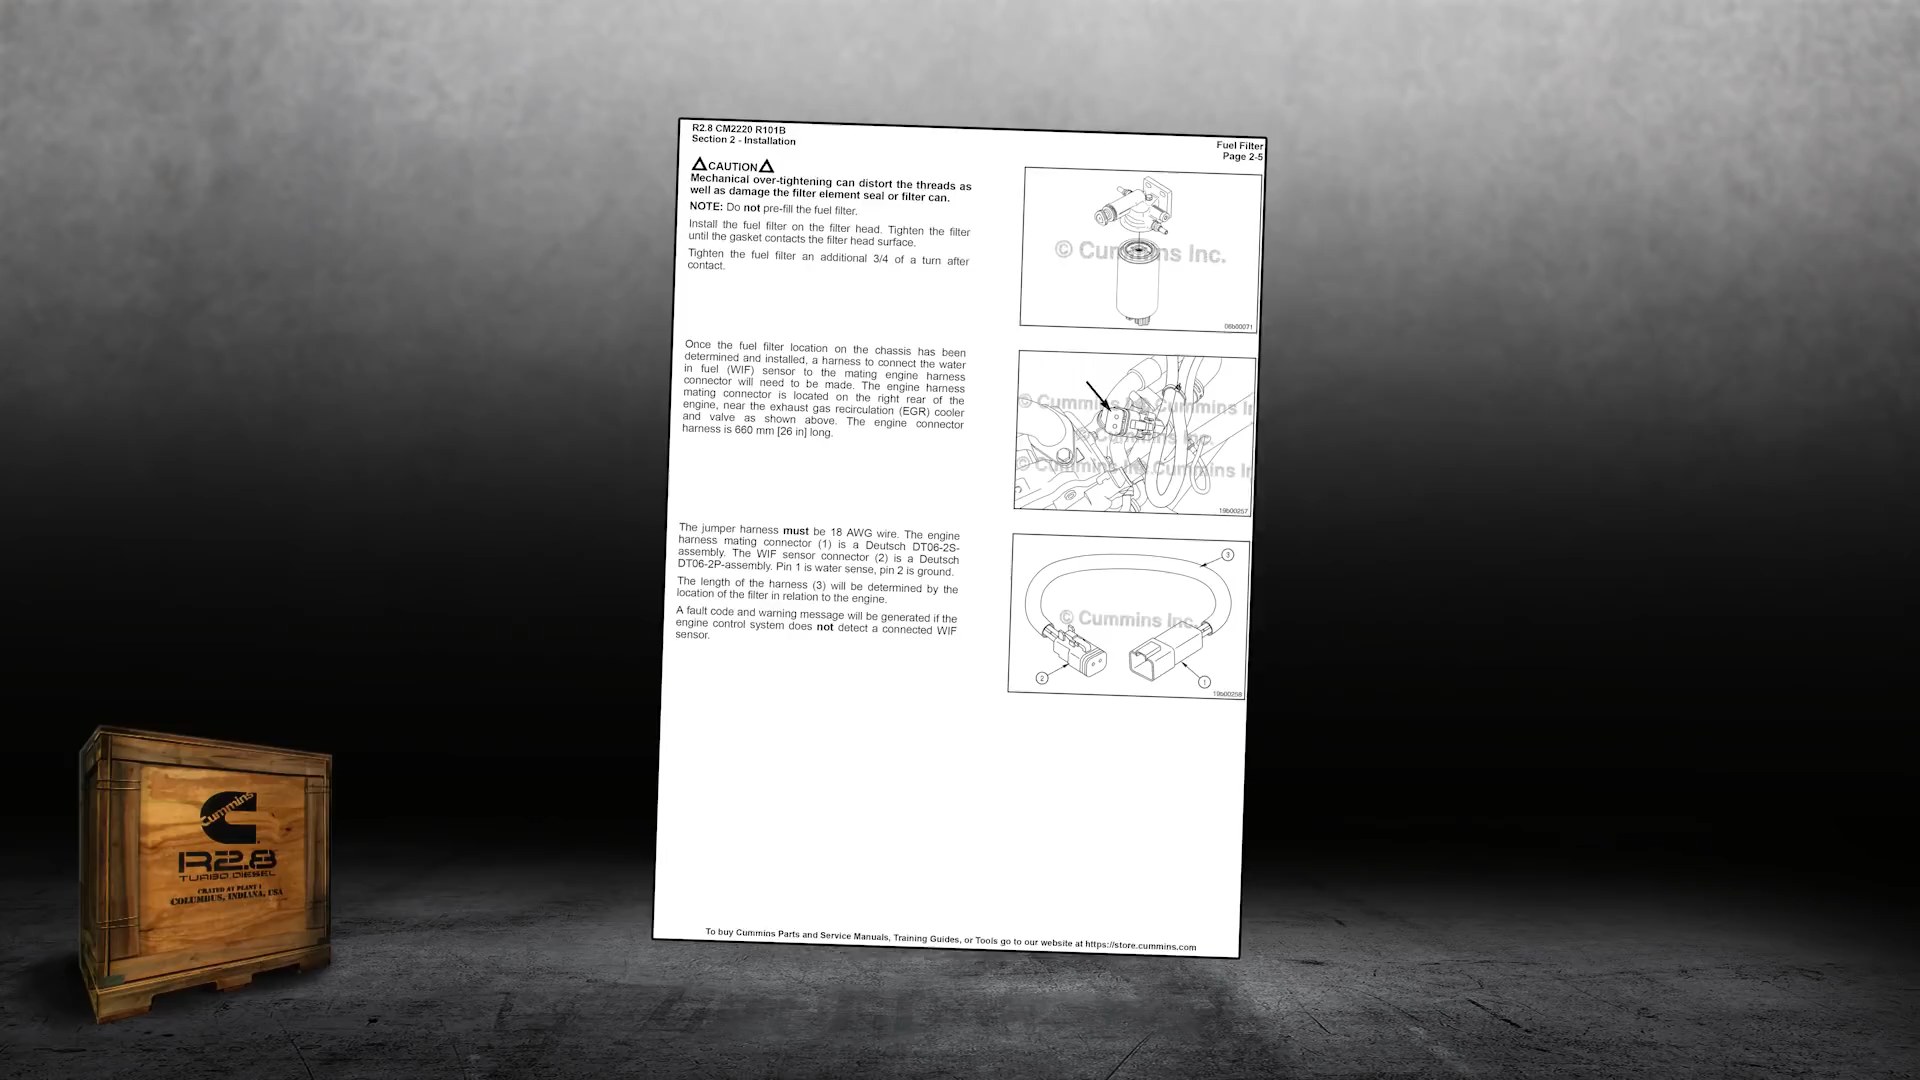 R2.8 CM2220 R101B
Section 2 - Installation
Fuel Filter
Page 2-5
CAUTION
Mechanical over-tightening can distort the threads as
well as damage the filter element seal or filter can.
NOTE: Do not pre-fill the fuel filter.
Install the fuel filter on the filter head. Tighten the filter
until the gasket contacts the filter head surface.
Tighten the fuel filter an additional 3/4 of a turn after
contact.
© Cummins Inc.
06b00071
Once the fuel filter location on the chassis has been
determined and installed, a harness to connect the water
in fuel (WIF) sensor to the mating engine harness
connector will need to be made. The engine harness
mating connector is located on the right rear of the
engine, near the exhaust gas recirculation (EGR) cooler
and valve as shown above. The engine connector
harness is 660 mm [26 in] long.
19b00257
The jumper harness must be 18 AWG wire. The engine
harness mating connector (1) is a Deutsch DT06-2S-
assembly. The WIF sensor connector (2) is a Deutsch
DT06-2P-assembly. Pin 1 is water sense, pin 2 is ground.
The length of the harness (3) will be determined by the
location of the filter in relation to the engine.
A fault code and warning message will be generated if the
engine control system does not detect a connected WIF
sensor.
3
© Cummins Inc.
2
1
19b00258
To buy Cummins Parts and Service Manuals, Training Guides, or Tools go to our website at https://store.cummins.com
Cummins
R2.8
TURBO DIESEL
CRATED AT PLANT 1
COLUMBUS, INDIANA, USA